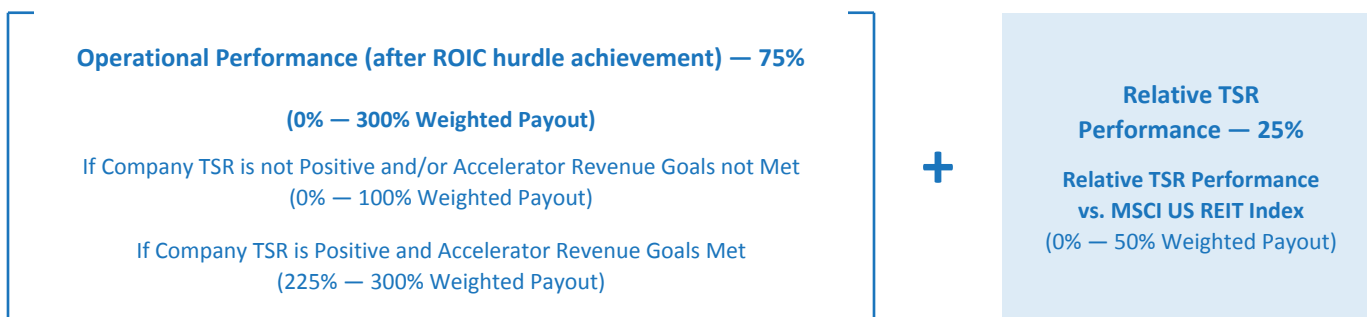 Operational Performance (after ROIC hurdle achievement) — 75%
(0% — 300% Weighted Payout)
If Company TSR is not Positive and/or Accelerator Revenue Goals not Met
(0% — 100% Weighted Payout)
If Company TSR is Positive and Accelerator Revenue Goals Met
(225% — 300% Weighted Payout)
+
Relative TSR
Performance — 25%
Relative TSR Performance
vs. MSCI US REIT Index
(0% — 50% Weighted Payout)